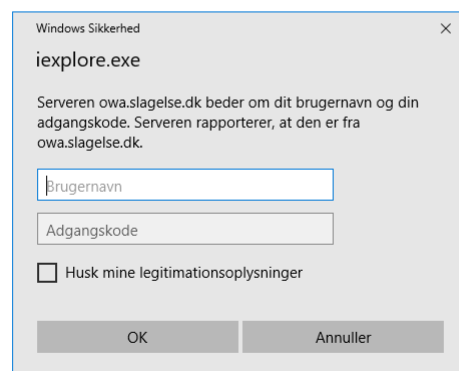 Windows Sikkerhed
iexplore.exe
Serveren owa.slagelse.dk beder om dit brugernavn og din
adgangskode. Serveren rapporterer, at den er fra
owa.slagelse.dk.
Brugernavn
Adgangskode
Husk mine legitimationsoplysninger
OK Annuller